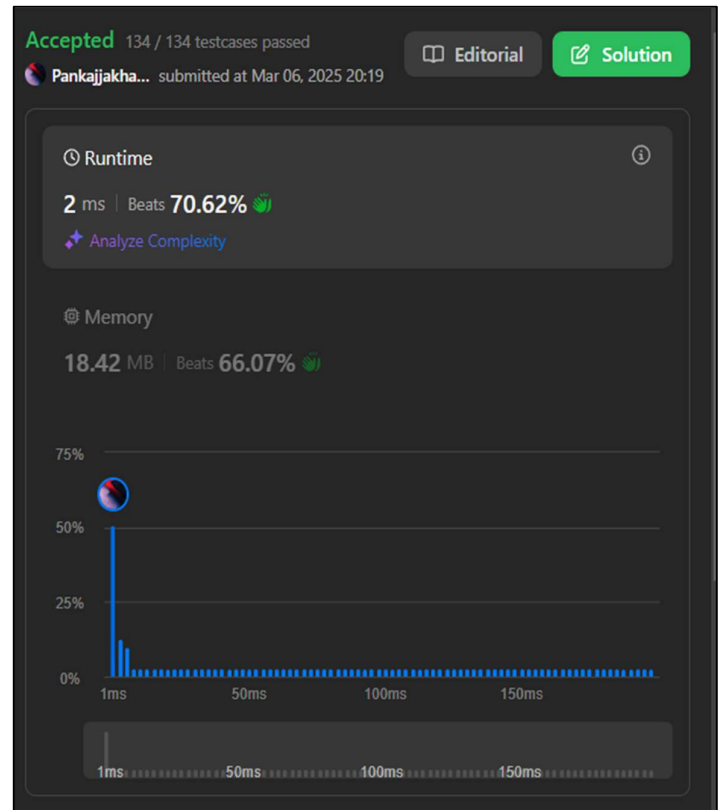 Accepted 134 / 134 testcases passed
Editorial
Solution
Pankajjakha... submitted at Mar 06, 2025 20:19
Runtime
2 ms | Beats 70.62%
Analyze Complexity
Memory
18.42 MB | Beats 66.07%
75%
50%
25%
0%
1ms 50ms 100ms 150ms
1ms 50ms 100ms 150ms